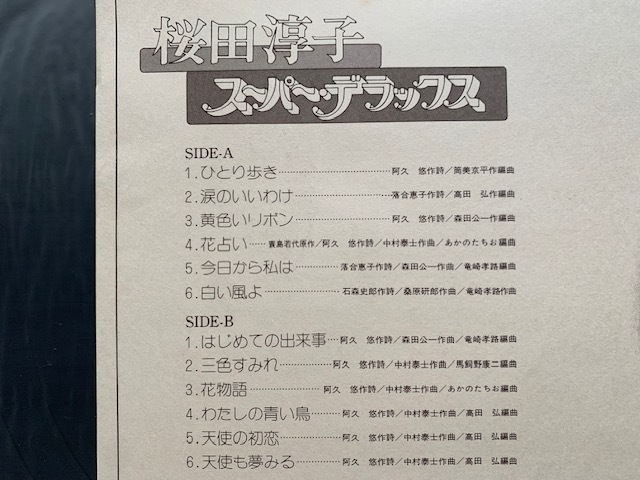 桜田淳子
スーパー・デラックス
SIDE-A
1.ひとり歩き……………………阿久 悠作詩/筒美京平作編曲
2.涙のいいわけ……………………落合恵子作詩/高田 弘作編曲
3.黄色いリボン……………………阿久 悠作詩/森田公一作編曲
4.花占い……貴島若代原作/阿久 悠作詩/中村泰士作曲/あかのたちお編曲
5.今日から私は……………落合恵子作詩/森田公一作曲/竜崎孝路編曲
6.白い風よ……………………石森史郎作詩/桑原研郎作曲/竜崎孝路作曲
SIDE-B
1.はじめての出来事…阿久 悠作詩/森田公一作曲/竜崎孝路編曲
2.三色すみれ……………阿久 悠作詩/中村泰士作曲/馬飼野康二編曲
3.花物語……………阿久 悠作詩/中村泰士作曲/あかのたちお編曲
4.わたしの青い鳥………阿久 悠作詩/中村泰士作曲/高田 弘編曲
5.天使の初恋……………阿久 悠作詩/中村泰士作曲/高田 弘編曲
6.天使も夢みる…………阿久 悠作詩/中村泰士作曲/高田 弘編曲